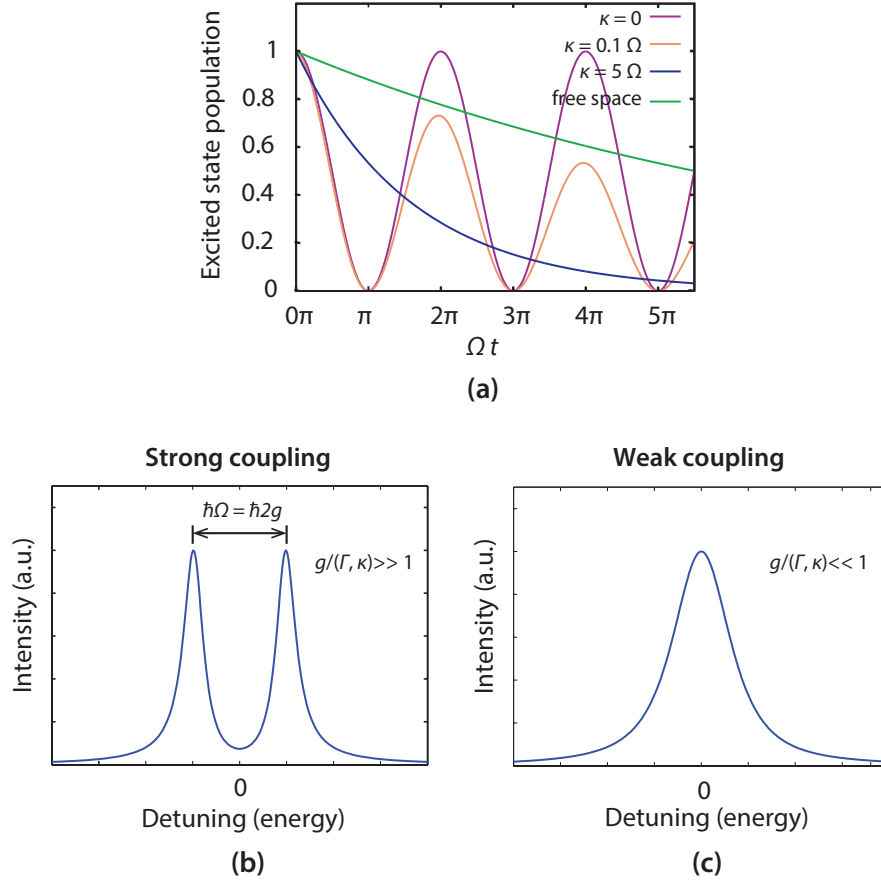 κ = 0
κ = 0.1 Ω
κ = 5 Ω
free space
Excited state population
1
0.8
0.6
0.4
0.2
0
0π
π
2π
3π
4π
5π
Ω t
(a)
Strong coupling
Weak coupling
ħΩ = ħ2g
g/(Γ, κ)>> 1
g/(Γ, κ)<< 1
Intensity (a.u.)
Intensity (a.u.)
0
0
Detuning (energy)
Detuning (energy)
(b)
(c)